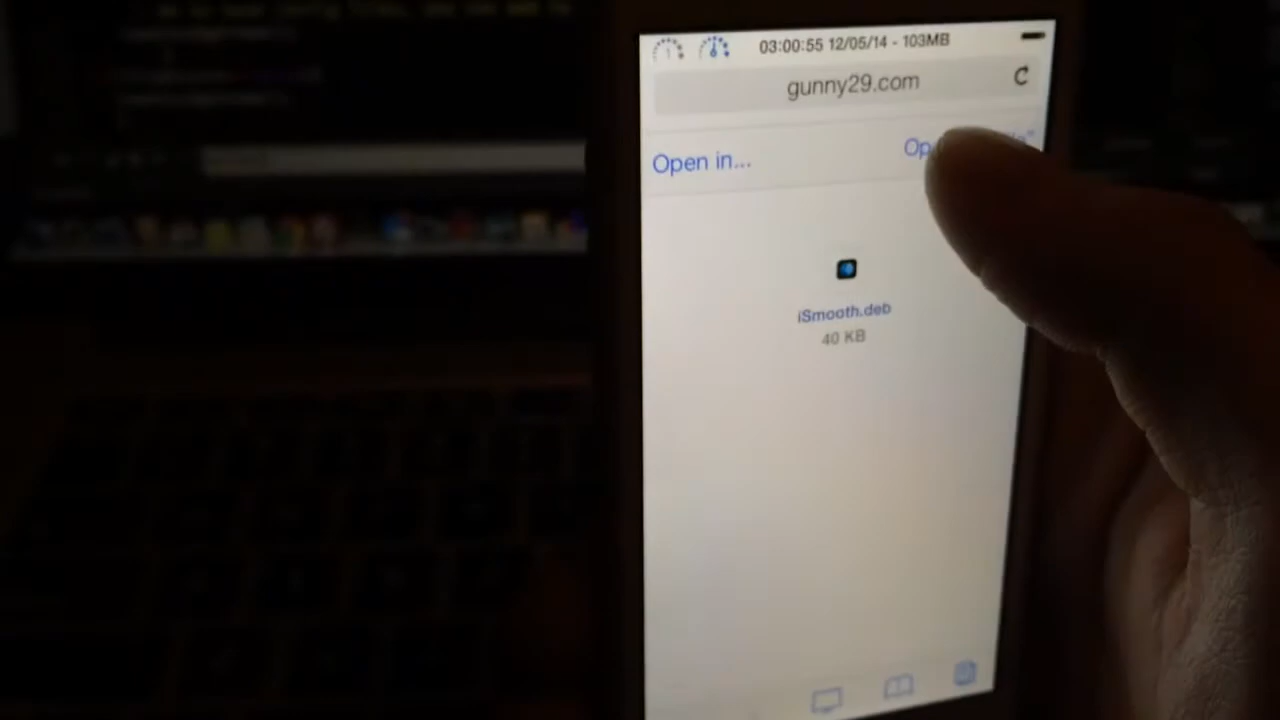 03:00:55 12/05/14 - 103MB
gunny29.com
Open in...
iSmooth.deb
40 KB